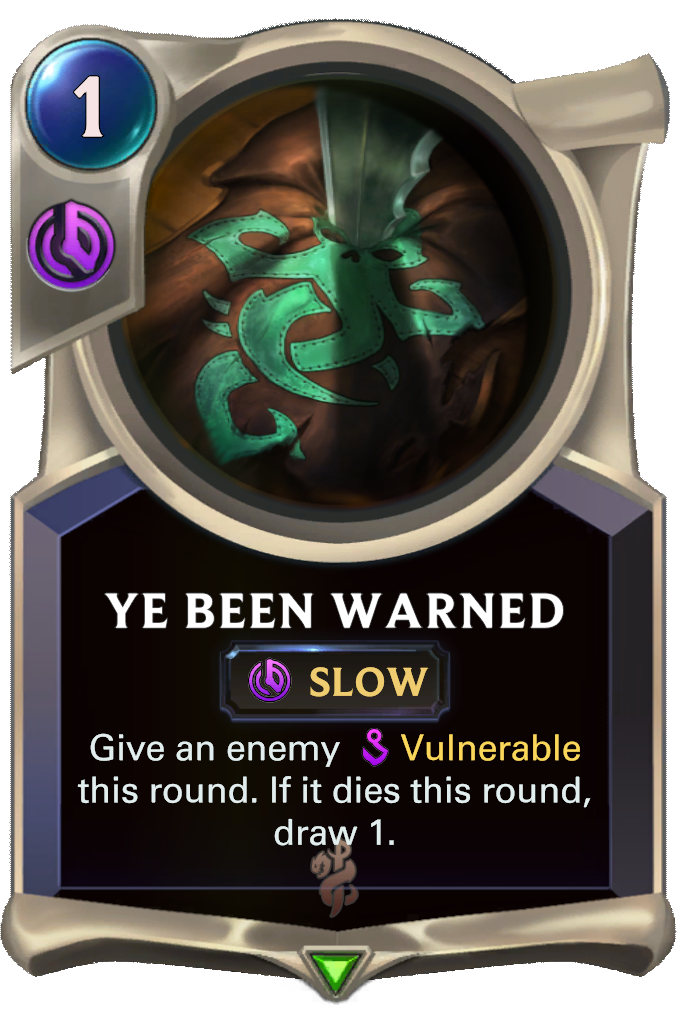 1
YE BEEN WARNED
SLOW
Give an enemy Vulnerable
this round. If it dies this round,
draw 1.